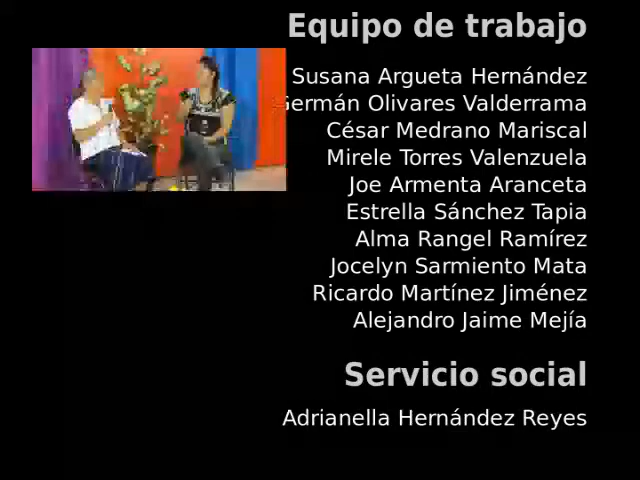 Equipo de trabajo
Susana Argueta Hernández
Germán Olivares Valderrama
César Medrano Mariscal
Mirele Torres Valenzuela
Joe Armenta Aranceta
Estrella Sánchez Tapia
Alma Rangel Ramírez
Jocelyn Sarmiento Mata
Ricardo Martínez Jiménez
Alejandro Jaime Mejía
Servicio social
Adrianella Hernández Reyes